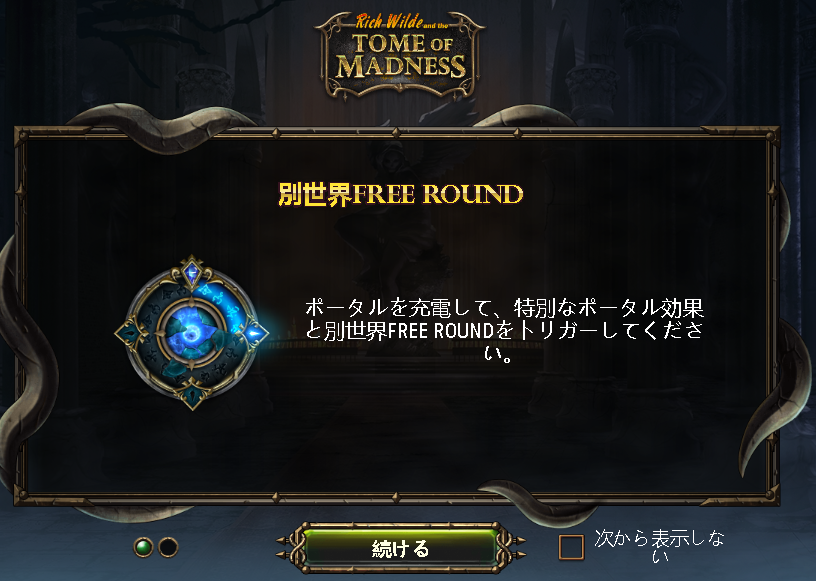 Rich Wilde and the
TOME OF
MADNESS
別世界FREE ROUND
ポータルを充電して、特別なポータル効果
と別世界FREE ROUNDをトリガーしてくださ
い。
続ける
次から表示しな
い